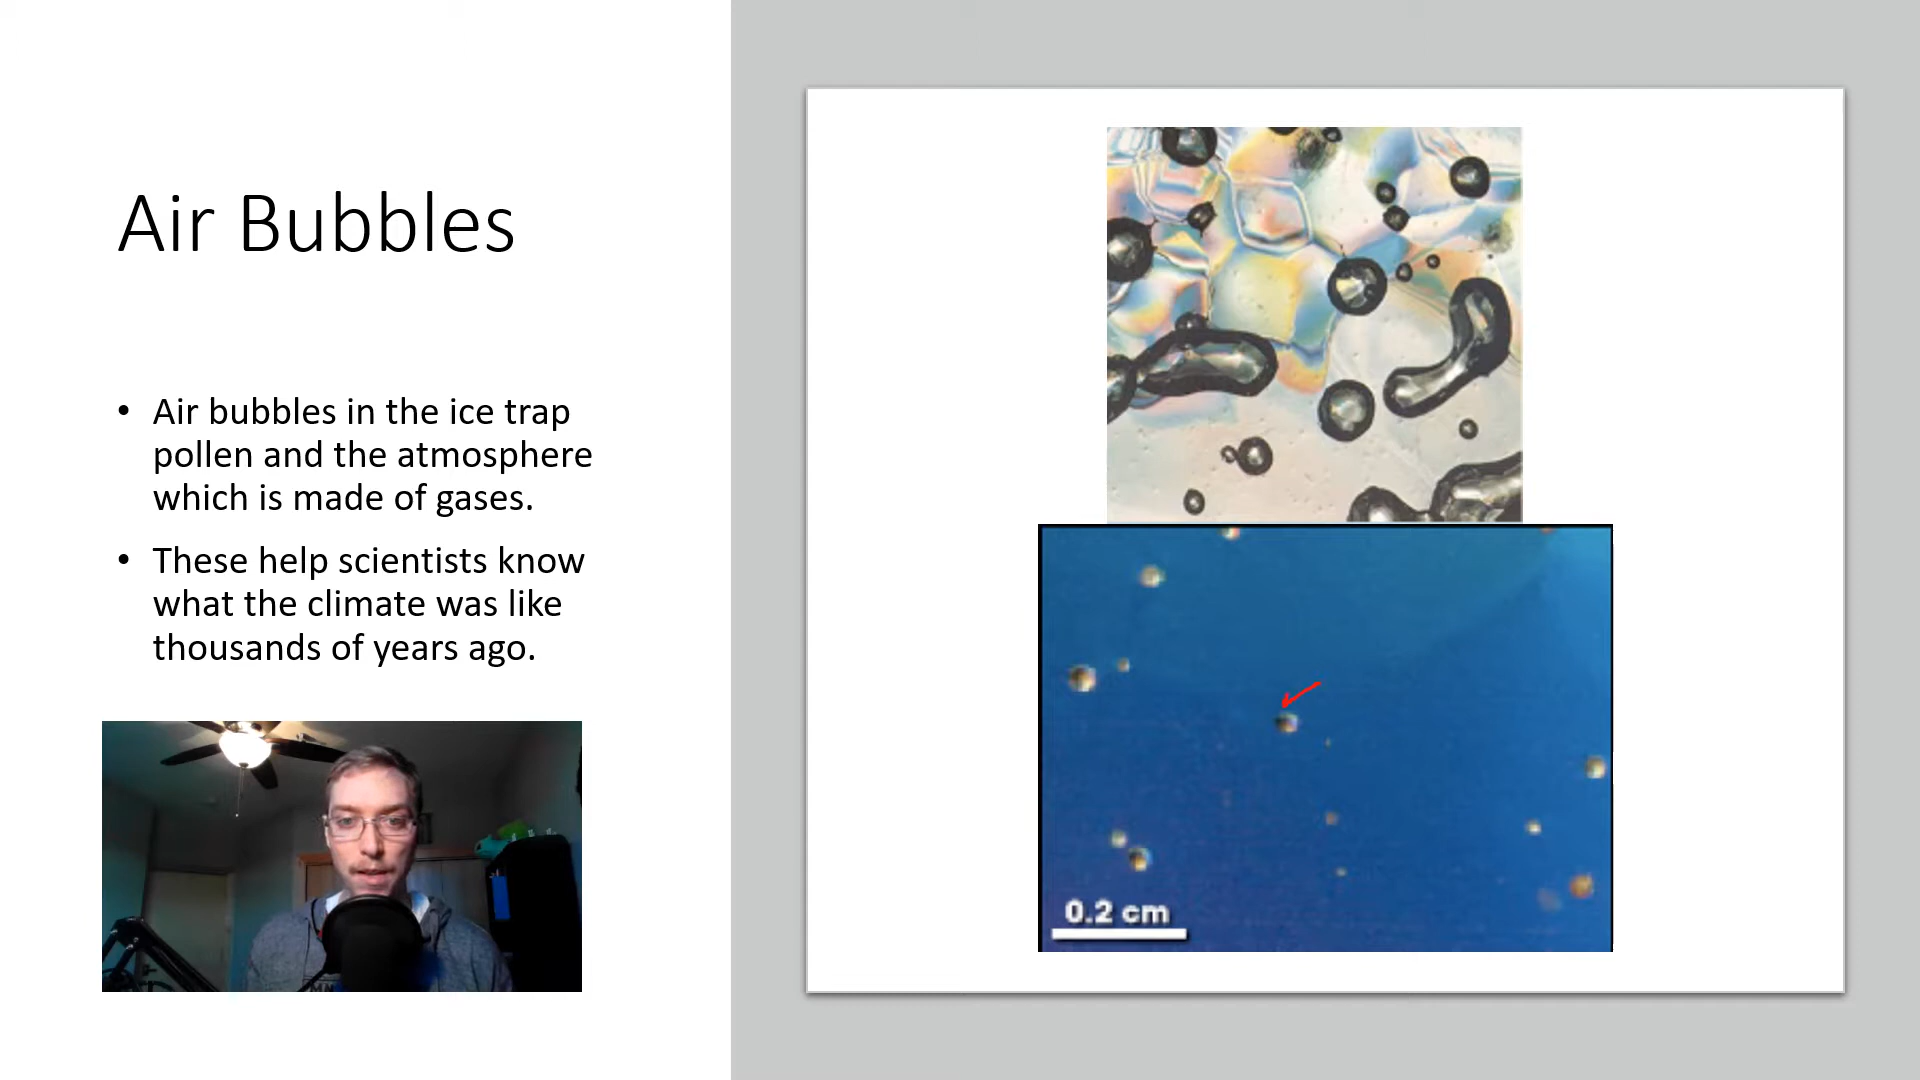 Air Bubbles
• Air bubbles in the ice trap
pollen and the atmosphere
which is made of gases.
• These help scientists know
what the climate was like
thousands of years ago.
0.2 cm